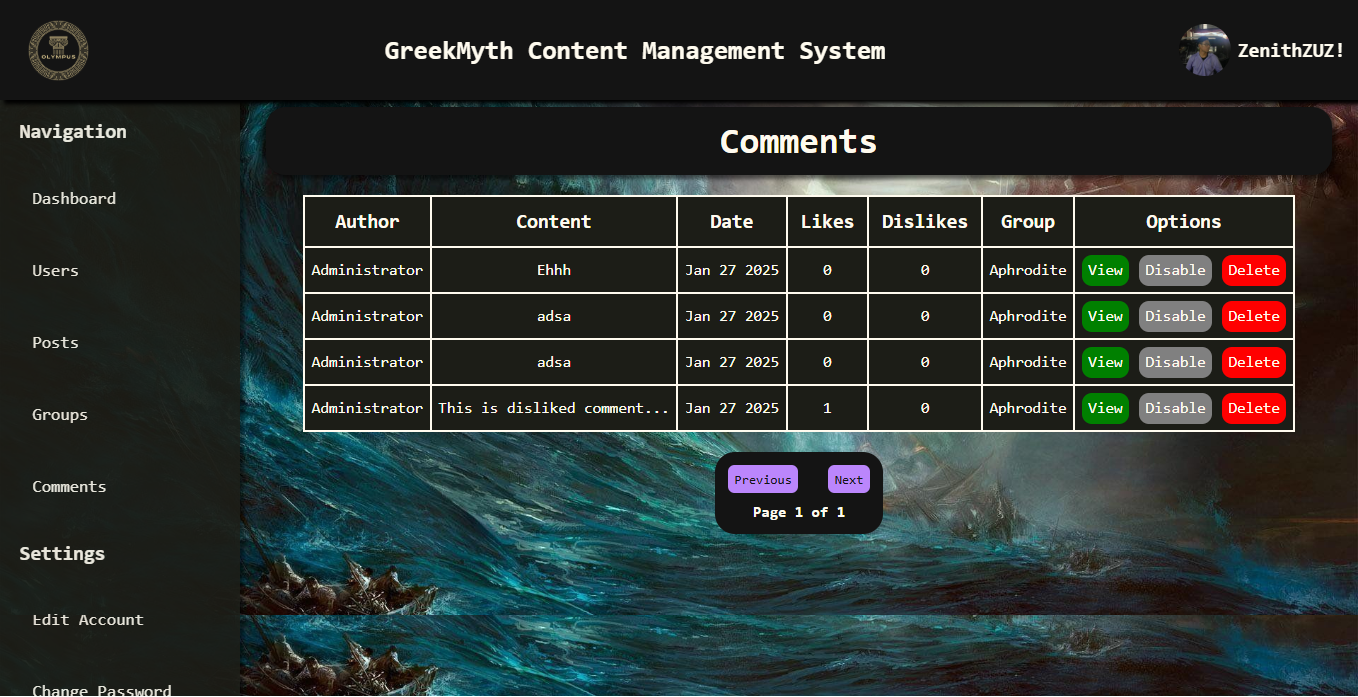 OLYMPUS
GreekMyth Content Management System
ZenithZUZ!
Navigation
Dashboard
Users
Posts
Groups
Comments
Settings
Edit Account
Change Password
Comments
Author Content Date Likes Dislikes Group Options
Administrator Ehhh Jan 27 2025 0 0 Aphrodite View Disable Delete
Administrator adsa Jan 27 2025 0 0 Aphrodite View Disable Delete
Administrator adsa Jan 27 2025 0 0 Aphrodite View Disable Delete
Administrator This is disliked comment... Jan 27 2025 1 0 Aphrodite View Disable Delete
Previous Next
Page 1 of 1